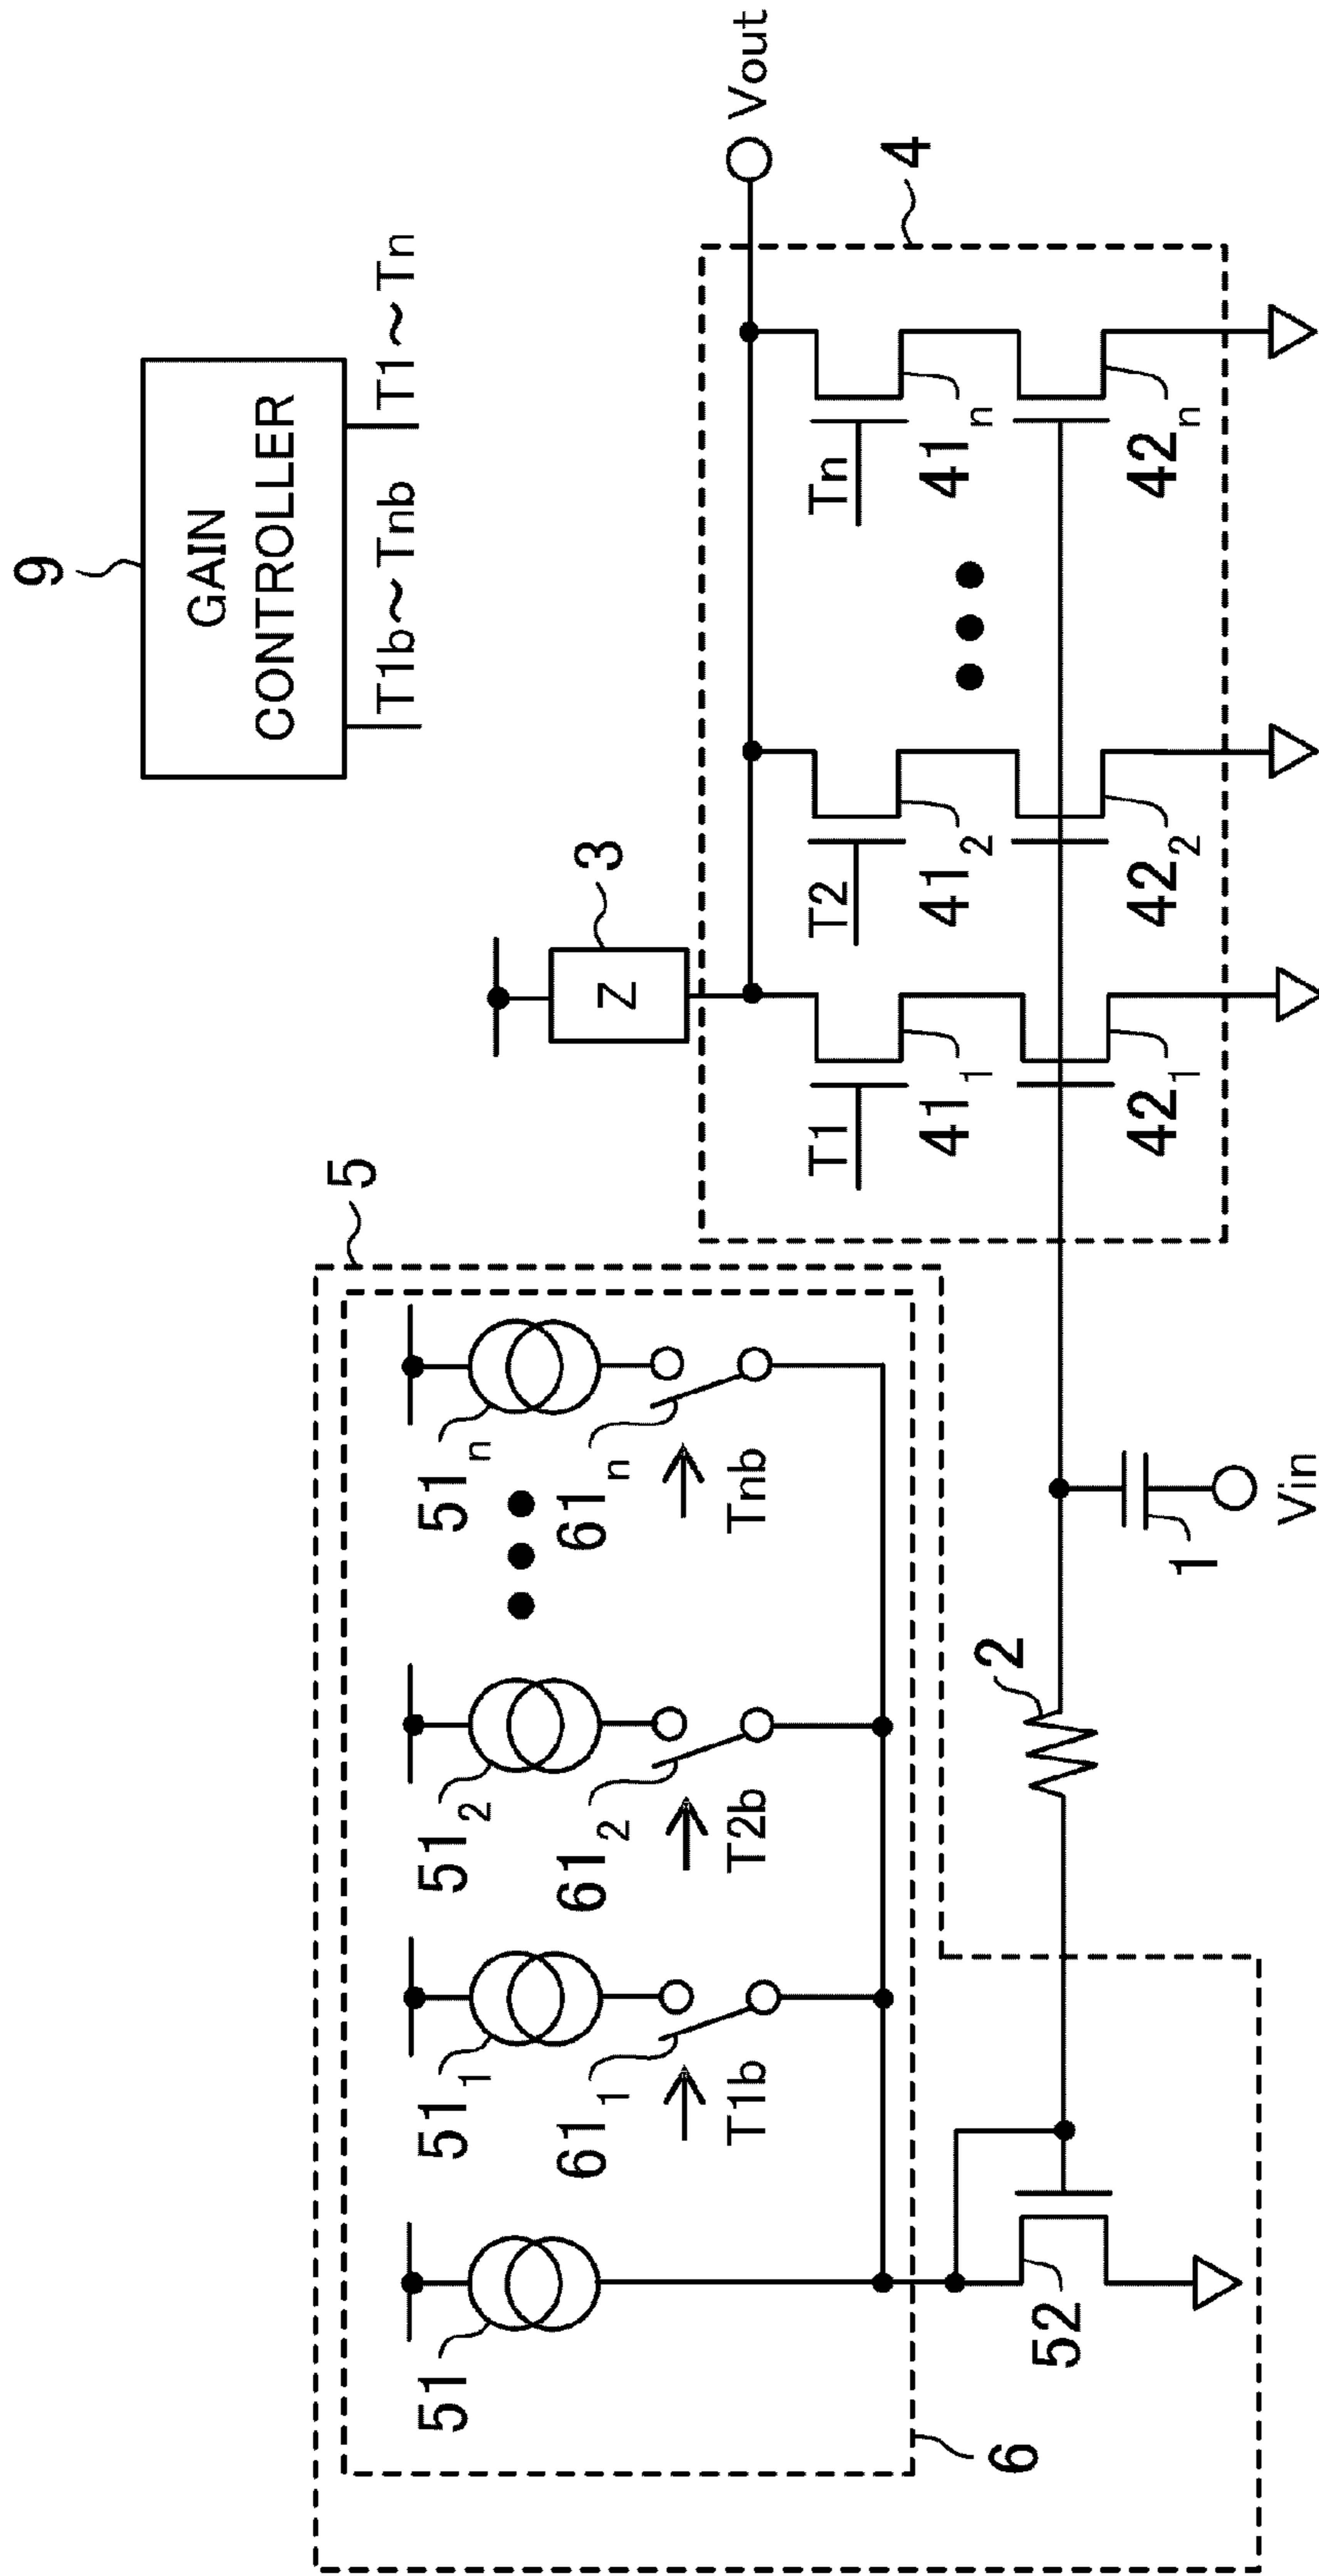 9
GAIN
CONTROLLER
T1b~Tnb
T1~Tn
5
3
Z
Vout
4
51
51₁
51₂
51ₙ
61₁
61₂
61ₙ
T1b
T2b
Tnb
T1
T2
Tn
41₁
41₂
41ₙ
42₁
42₂
42ₙ
6
52
2
1
Vin